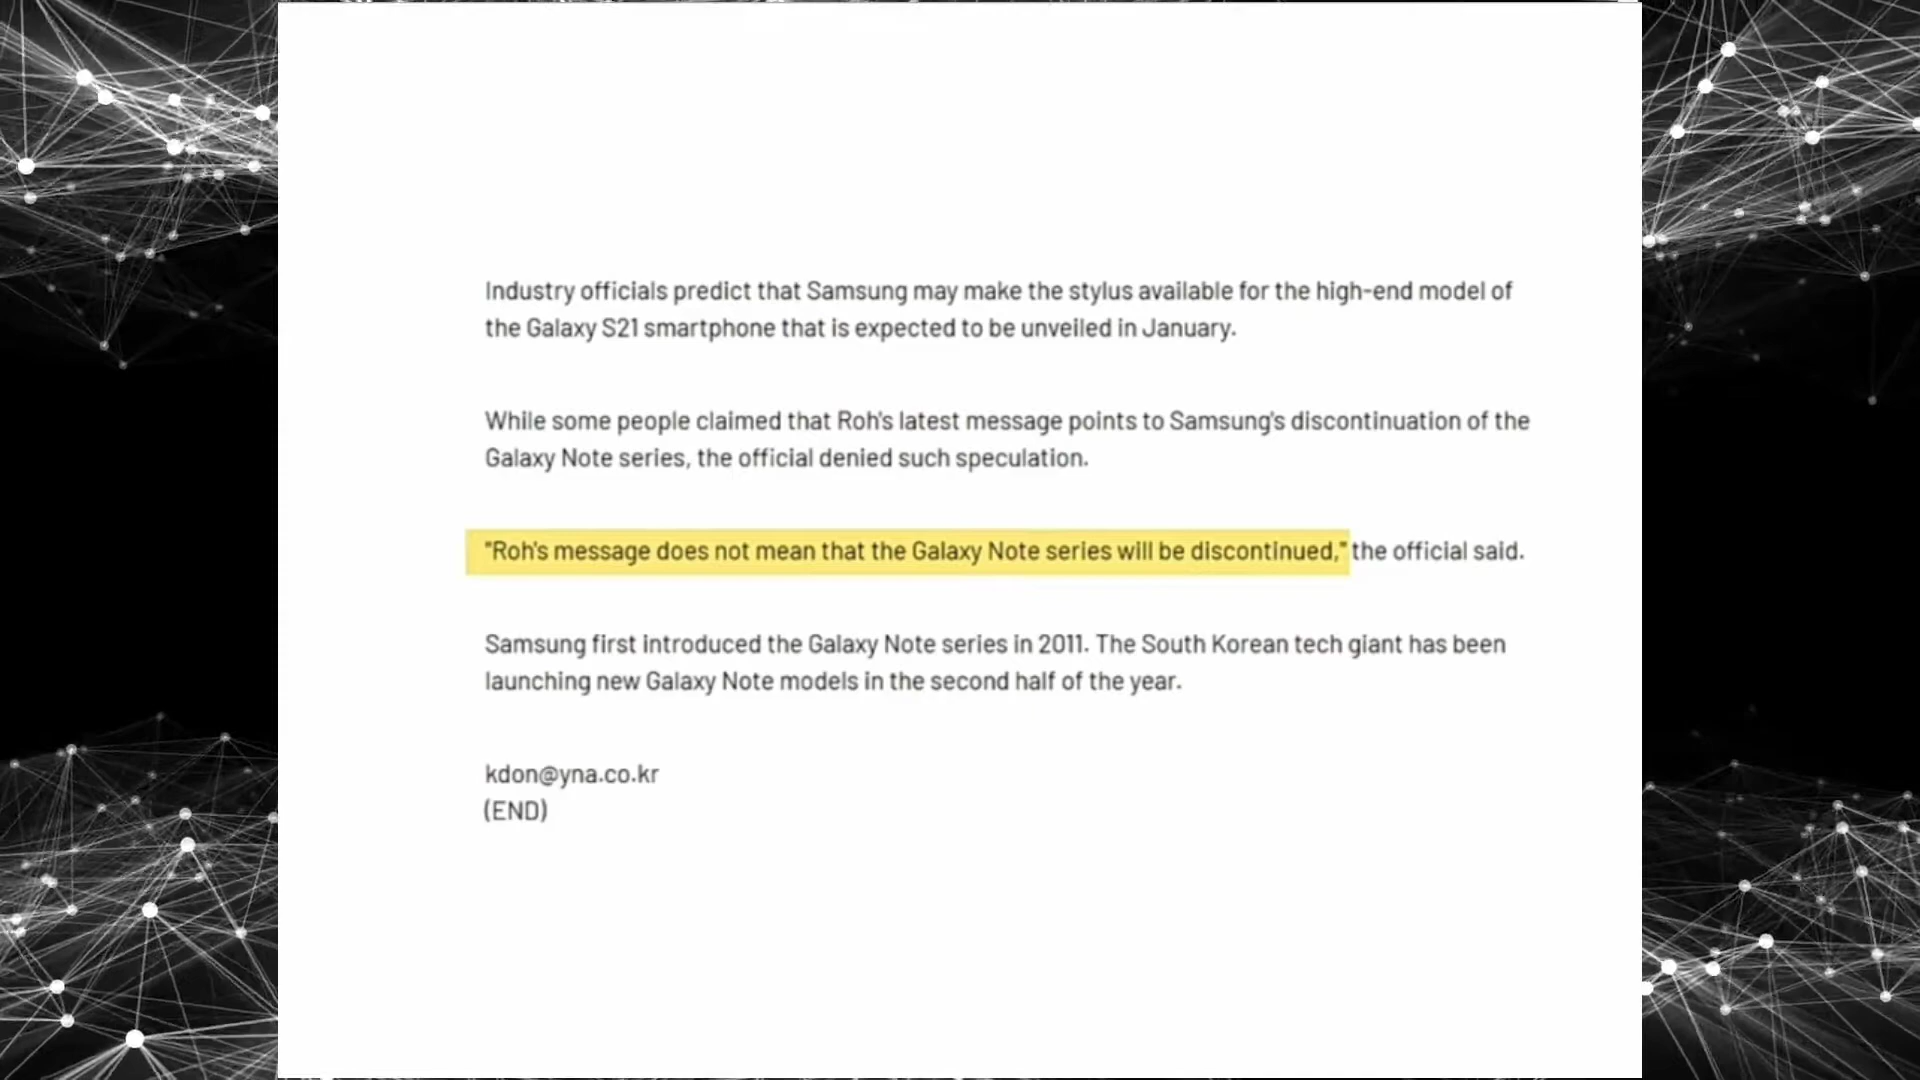 Industry officials predict that Samsung may make the stylus available for the high-end model of
the Galaxy S21 smartphone that is expected to be unveiled in January.
While some people claimed that Roh's latest message points to Samsung's discontinuation of the
Galaxy Note series, the official denied such speculation.
"Roh's message does not mean that the Galaxy Note series will be discontinued," the official said.
Samsung first introduced the Galaxy Note series in 2011. The South Korean tech giant has been
launching new Galaxy Note models in the second half of the year.
kdon@yna.co.kr
(END)